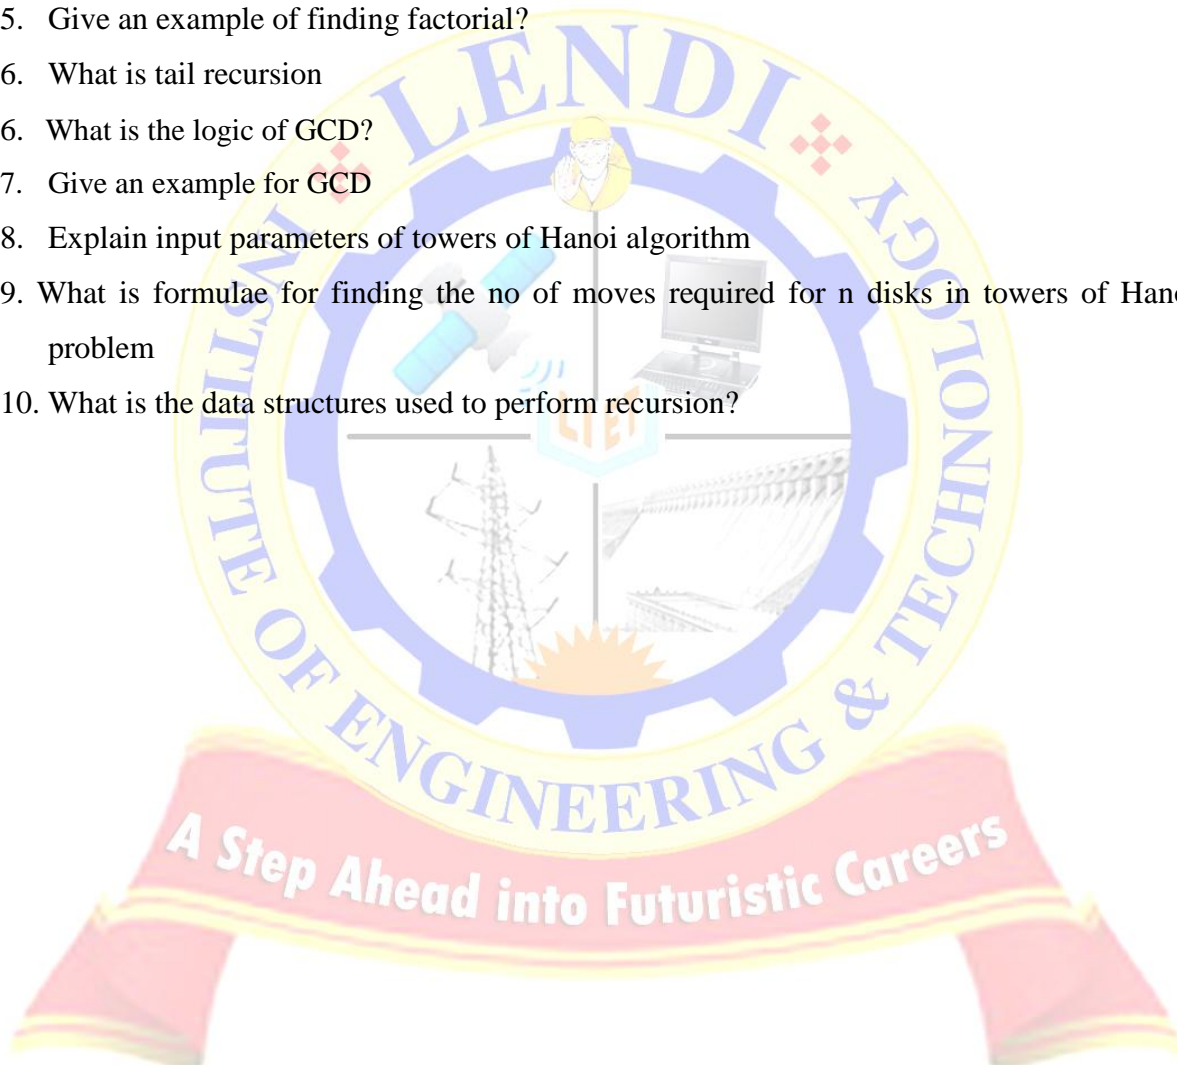 5. Give an example of finding factorial?
6. What is tail recursion
6. What is the logic of GCD?
7. Give an example for GCD
8. Explain input parameters of towers of Hanoi algorithm
9. What is formulae for finding the no of moves required for n disks in towers of
problem
10. What is the data structures used to perform recursion?
LENDI
INSTITUTE OF ENGINEERING & TECHNOLOGY
LIET
A Step Ahead into Futuristic Careers